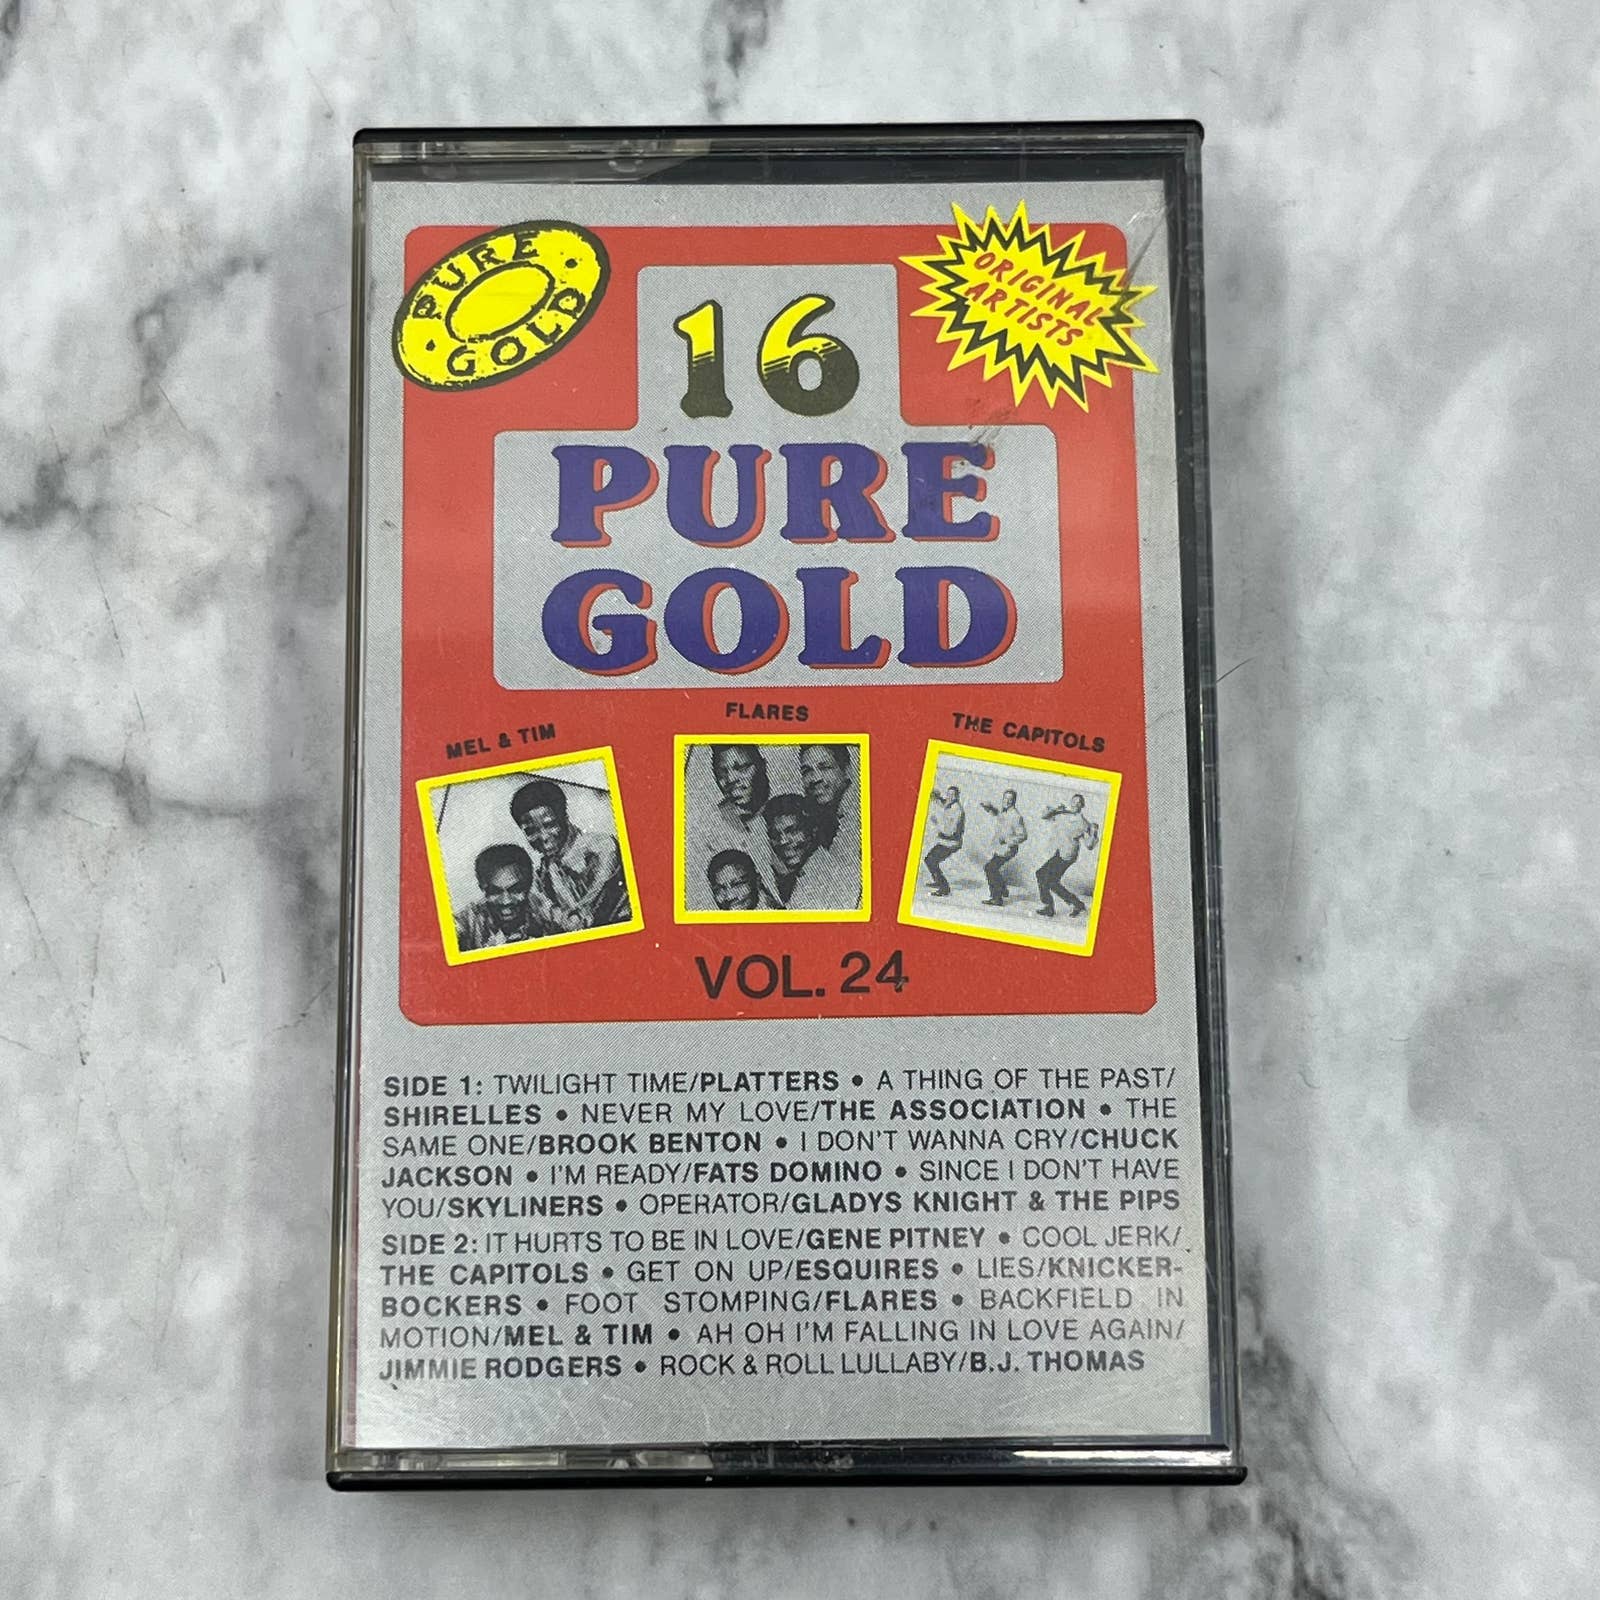 PURE
GOLD
ORIGINAL
ARTISTS
16
PURE
GOLD
MEL & TIM
FLARES
THE CAPITOLS
VOL. 24
SIDE 1: TWILIGHT TIME/PLATTERS • A THING OF THE PAST/
SHIRELLES • NEVER MY LOVE/THE ASSOCIATION • THE
SAME ONE/BROOK BENTON • I DON'T WANNA CRY/CHUCK
JACKSON • I'M READY/FATS DOMINO • SINCE I DON'T HAVE
YOU/SKYLINERS • OPERATOR/GLADYS KNIGHT & THE PIPS
SIDE 2: IT HURTS TO BE IN LOVE/GENE PITNEY • COOL JERK/
THE CAPITOLS • GET ON UP/ESQUIRES • LIES/KNICKER-
BOCKERS • FOOT STOMPING/FLARES • BACKFIELD IN
MOTION/MEL & TIM • AH OH I'M FALLING IN LOVE AGAIN/
JIMMIE RODGERS • ROCK & ROLL LULLABY/B.J. THOMAS